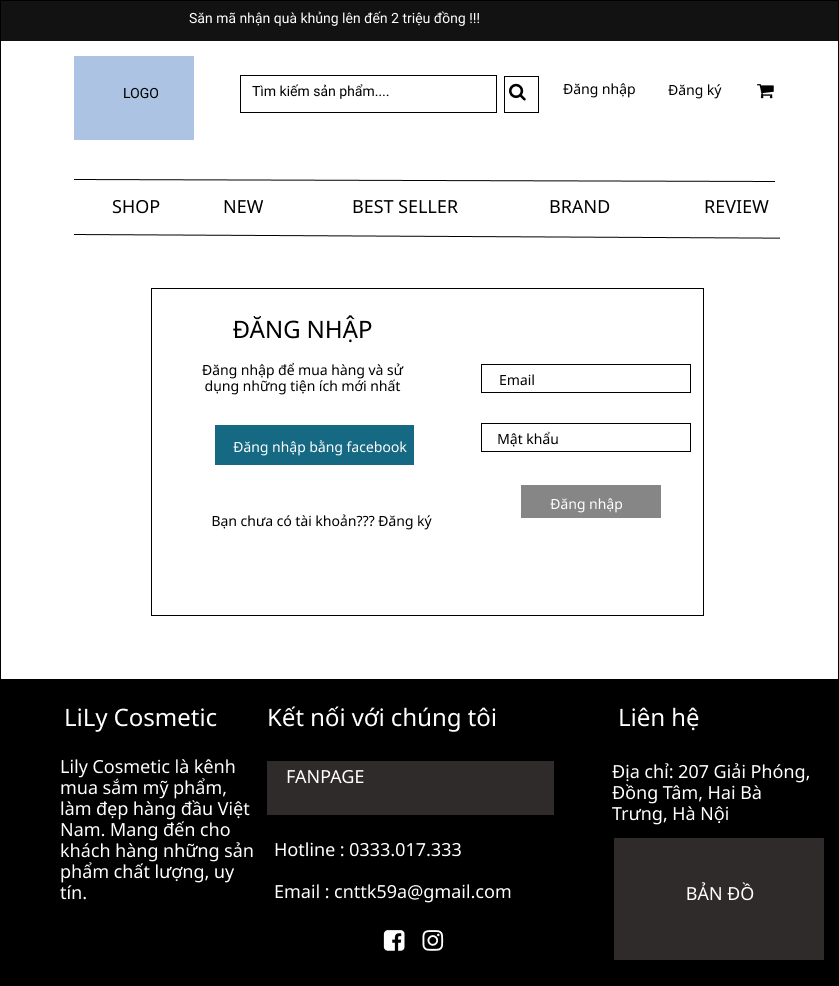 Săn mã nhận quà khủng lên đến 2 triệu đồng !!!
LOGO
Tìm kiếm sản phẩm....
Đăng nhập
Đăng ký
SHOP
NEW
BEST SELLER
BRAND
REVIEW
ĐĂNG NHẬP
Đăng nhập để mua hàng và sử
dụng những tiện ích mới nhất
Đăng nhập bằng facebook
Bạn chưa có tài khoản??? Đăng ký
Email
Mật khẩu
Đăng nhập
LiLy Cosmetic
Lily Cosmetic là kênh
mua sắm mỹ phẩm,
làm đẹp hàng đầu Việt
Nam. Mang đến cho
khách hàng những sản
phẩm chất lượng, uy
tín.
Kết nối với chúng tôi
FANPAGE
Hotline : 0333.017.333
Email : cnttk59a@gmail.com
Liên hệ
Địa chỉ: 207 Giải Phóng,
Đồng Tâm, Hai Bà
Trưng, Hà Nội
BẢN ĐỒ